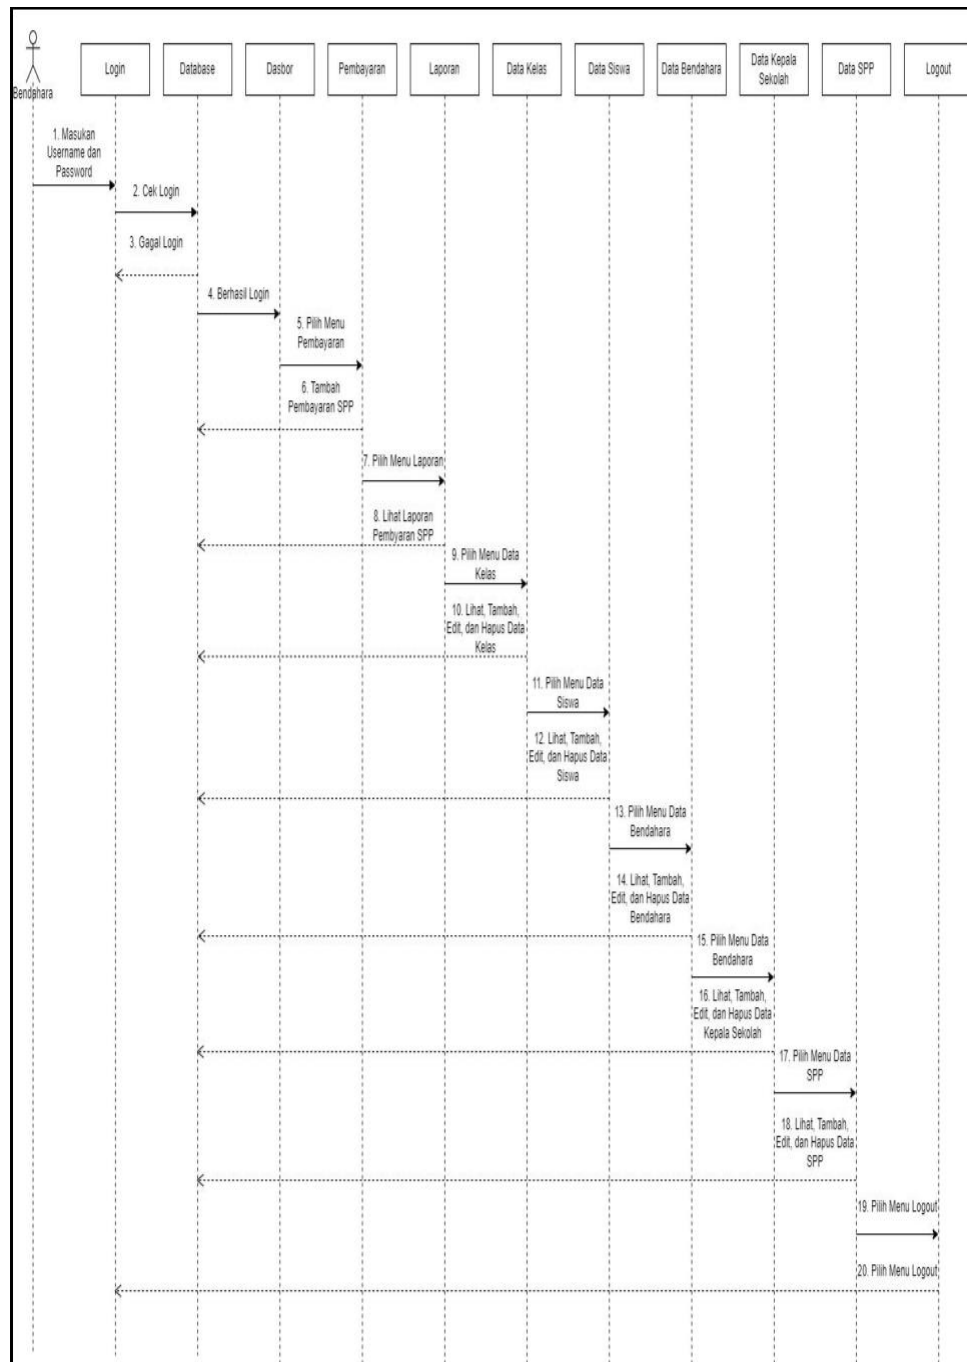 Bendahara
Login
Database
Dasbor
Pembayaran
Laporan
Data Kelas
Data Siswa
Data Bendahara
Data Kepala
Sekolah
Data SPP
Logout
1. Masukan
Username dan
Password
2. Cek Login
3. Gagal Login
4. Berhasil Login
5. Pilih Menu
Pembayaran
6. Tambah
Pembayaran SPP
7. Pilih Menu Laporan
8. Lihat Laporan
Pembyaran SPP
9. Pilih Menu Data
Kelas
10. Lihat, Tambah,
Edit, dan Hapus Data
Kelas
11. Pilih Menu Data
Siswa
12. Lihat, Tambah,
Edit, dan Hapus Data
Siswa
13. Pilih Menu Data
Bendahara
14. Lihat, Tambah,
Edit, dan Hapus Data
Bendahara
15. Pilih Menu Data
Bendahara
16. Lihat, Tambah,
Edit, dan Hapus Data
Kepala Sekolah
17. Pilih Menu Data
SPP
18. Lihat, Tambah,
Edit, dan Hapus Data
SPP
19. Pilih Menu Logout
20. Pilih Menu Logout